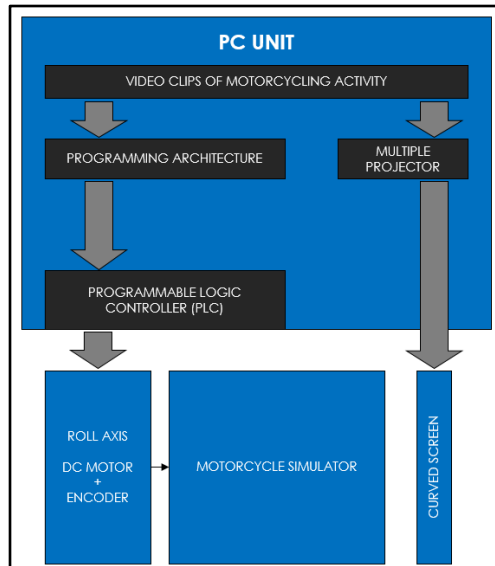 PC UNIT
VIDEO CLIPS OF MOTORCYCLING ACTIVITY
PROGRAMMING ARCHITECTURE
MULTIPLE
PROJECTOR
PROGRAMMABLE LOGIC
CONTROLLER (PLC)
ROLL AXIS
DC MOTOR
+
ENCODER
MOTORCYCLE SIMULATOR
CURVED SCREEN